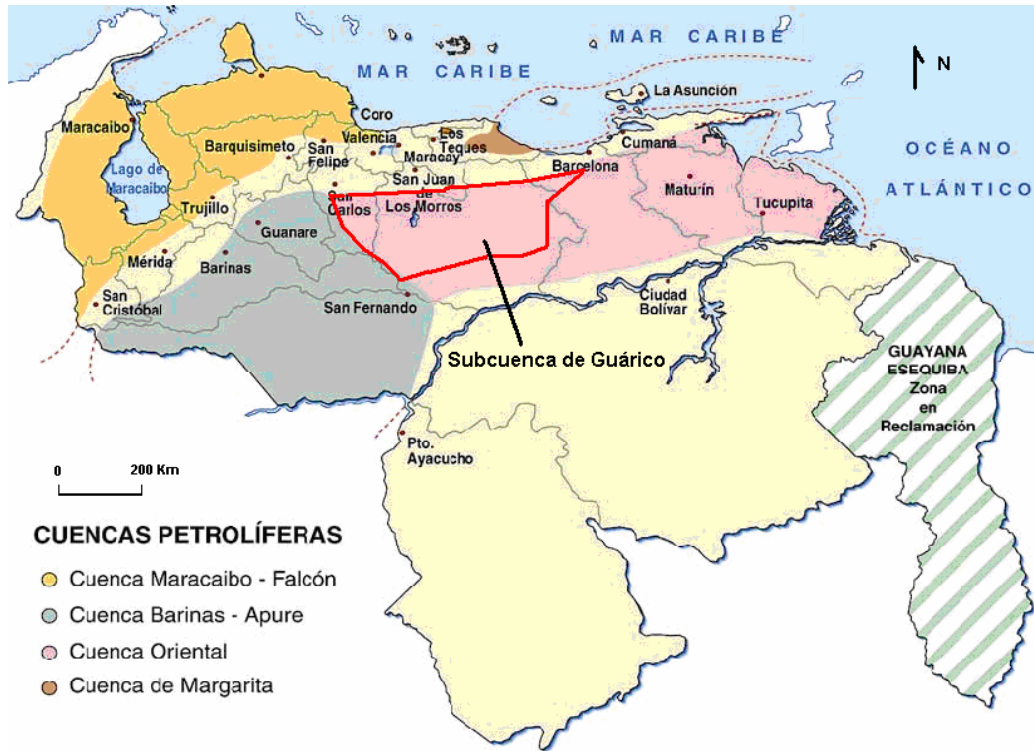 MAR CARIBE
MAR CARIBE
N
La Asunción
Coro
Maracaibo
Valencia
Los
Teques
Cumaná
Barquisimeto
San
Felipe
Maracay
Barcelona
OCÉANO
ATLÁNTICO
Lago de
Maracaibo
San Juan
de
Los Morros
Maturín
Trujillo
San
Carlos
Tucupita
Guanare
Mérida
Barinas
San
Cristóbal
San Fernando
Ciudad
Bolívar
Subcuenca de Guárico
GUAYANA
ESEQUIBA
Zona
en
Reclamación
Pto.
Ayacucho
0 200 Km
CUENCAS PETROLÍFERAS
Cuenca Maracaibo - Falcón
Cuenca Barinas - Apure
Cuenca Oriental
Cuenca de Margarita